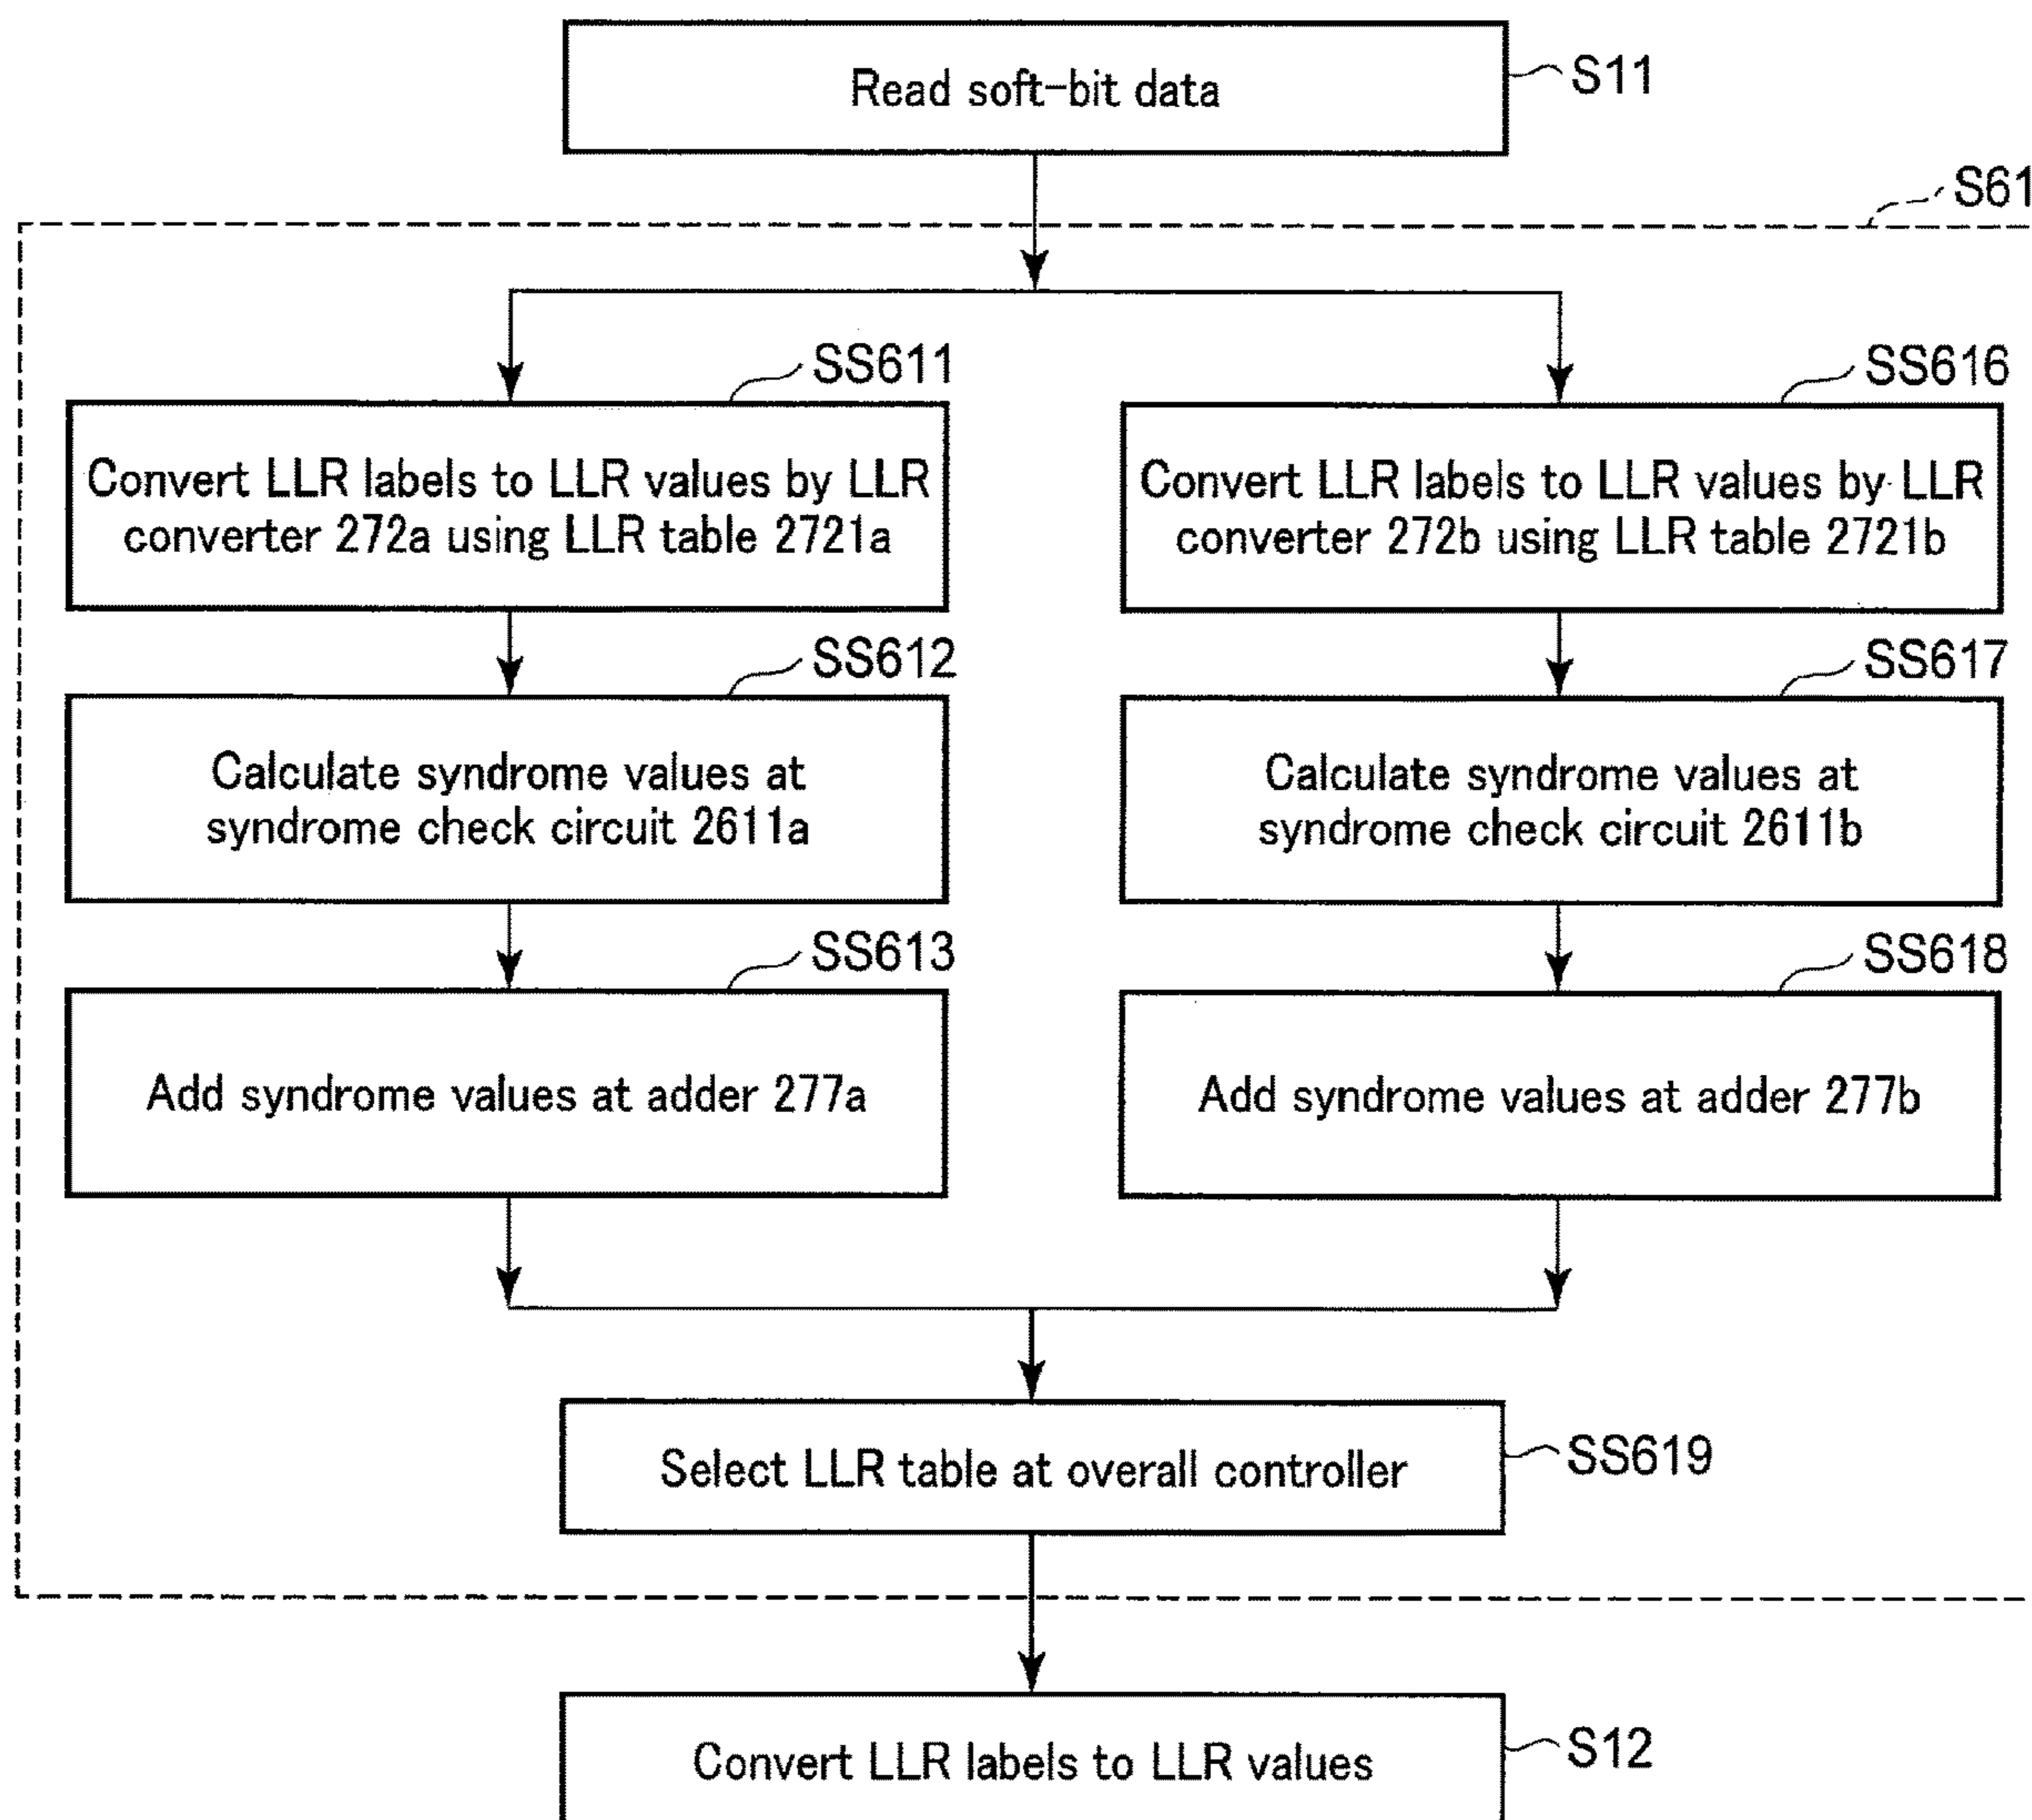 Read soft-bit data
S11
S61
SS611
SS616
Convert LLR labels to LLR values by LLR
converter 272a using LLR table 2721a
Convert LLR labels to LLR values by LLR
converter 272b using LLR table 2721b
SS612
SS617
Calculate syndrome values at
syndrome check circuit 2611a
Calculate syndrome values at
syndrome check circuit 2611b
SS613
SS618
Add syndrome values at adder 277a
Add syndrome values at adder 277b
Select LLR table at overall controller
SS619
Convert LLR labels to LLR values
S12